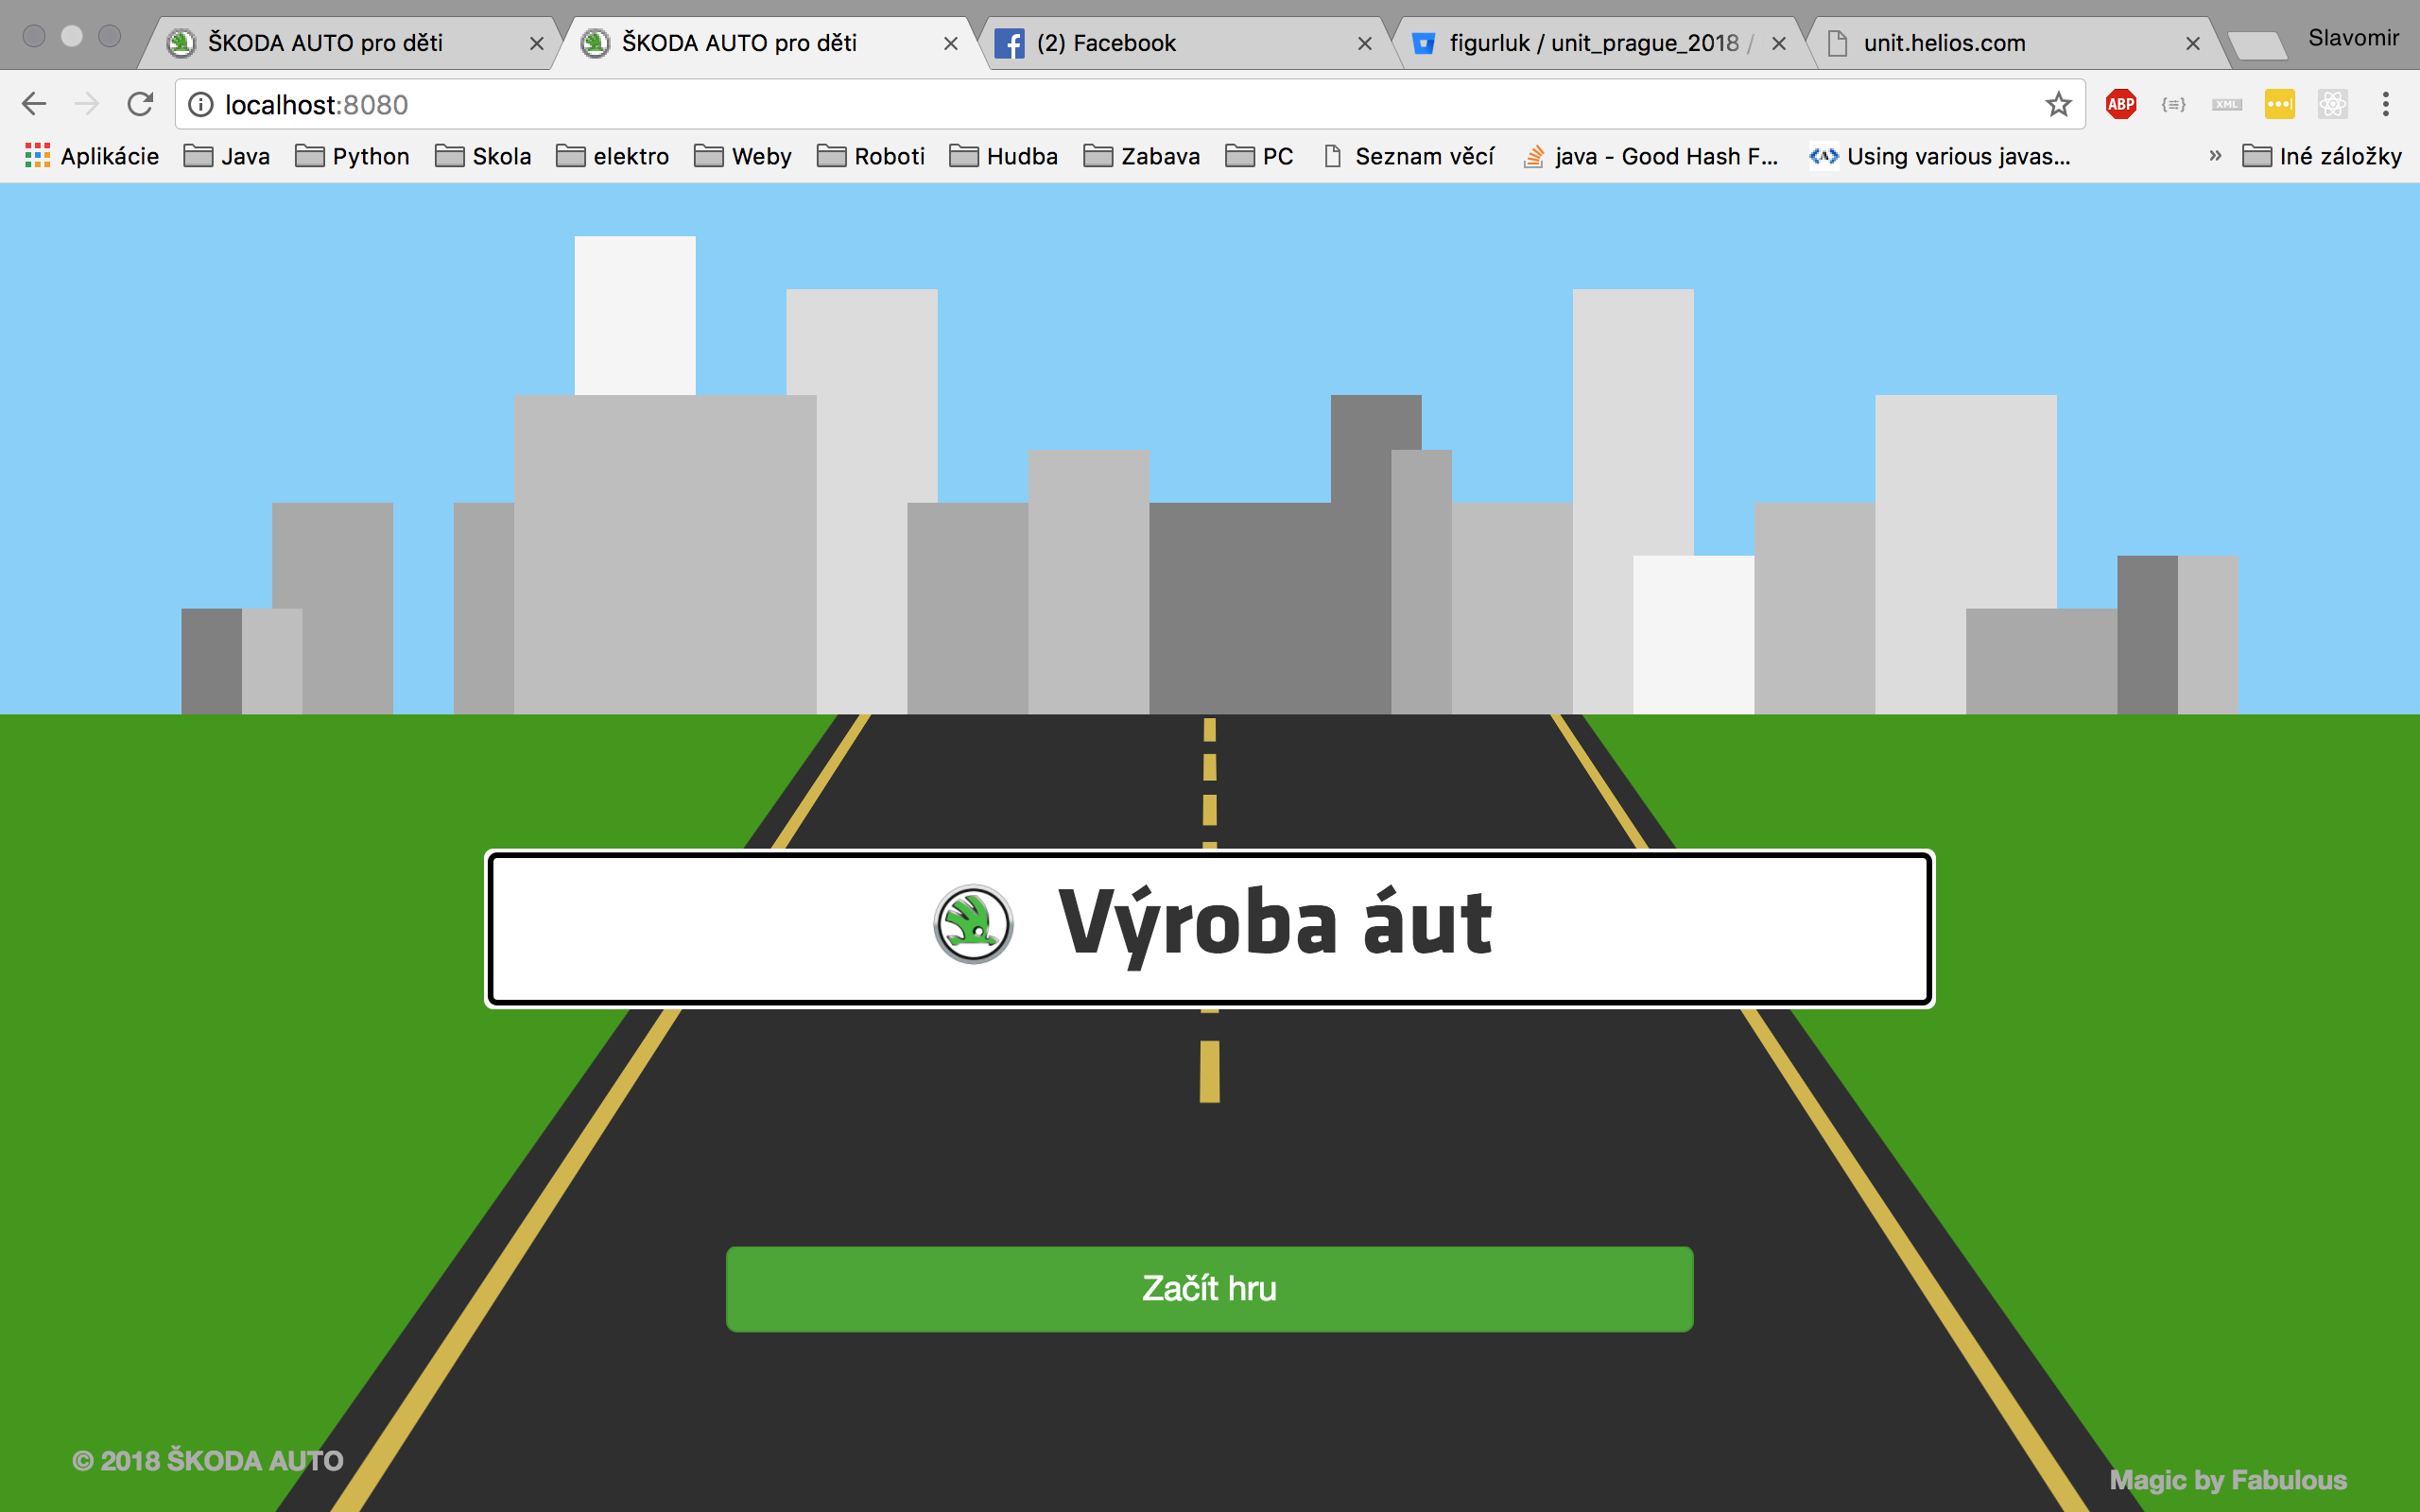 ŠKODA AUTO pro děti
ŠKODA AUTO pro děti
(2) Facebook
figurluk / unit_prague_2018 /
unit.helios.com
Slavomir
localhost:8080
ABP
XML
Aplikácie
Java
Python
Skola
elektro
Weby
Roboti
Hudba
Zabava
PC
Seznam věcí
java - Good Hash F...
Using various javas...
»
Iné záložky
Výroba áut
Začít hru
© 2018 ŠKODA AUTO
Magic by Fabulous